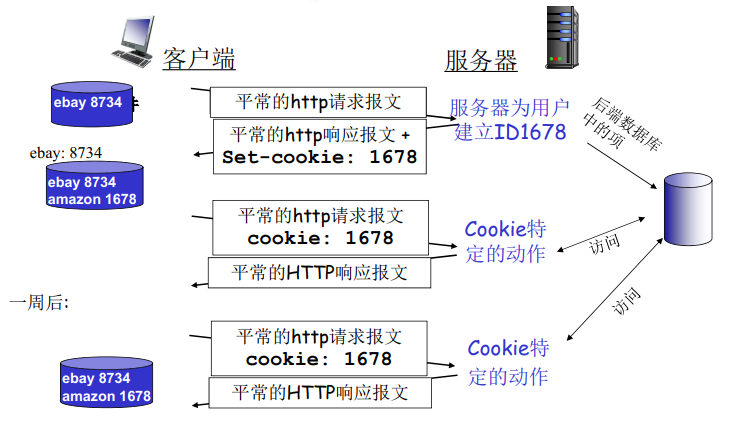 客户端
服务器
ebay 8734
平常的http请求报文
服务器为用户
建立ID1678
后端数据库
中的项
平常的http响应报文 +
Set-cookie: 1678
ebay: 8734
ebay 8734
amazon 1678
平常的http请求报文
cookie: 1678
Cookie特
定的动作
访问
平常的HTTP响应报文
一周后:
访问
平常的http请求报文
cookie: 1678
Cookie特
定的动作
ebay 8734
amazon 1678
平常的HTTP响应报文